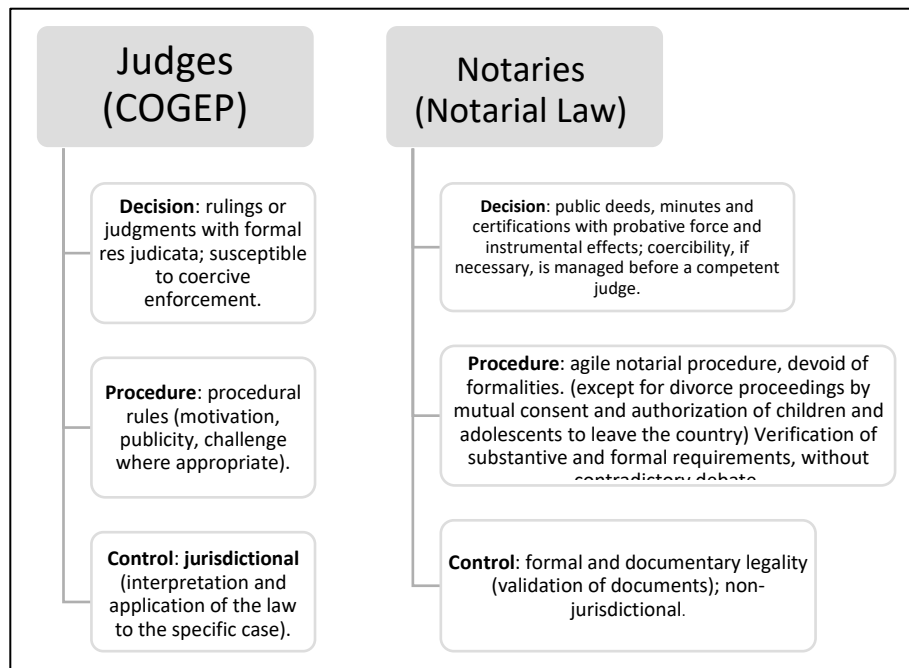 Judges
(COGEP)
Decision: rulings or
judgments with formal
res judicata; susceptible
to coercive
enforcement.
Procedure: procedural
rules (motivation,
publicity, challenge
where appropriate).
Control: jurisdictional
(interpretation and
application of the law
to the specific case).
Notaries
(Notarial Law)
Decision: public deeds, minutes and
certifications with probative force and
instrumental effects; coercibility, if
necessary, is managed before a competent
judge.
Procedure: agile notarial procedure, devoid of
formalities. (except for divorce proceedings by
mutual consent and authorization of children and
adolescents to leave the country) Verification of
substantive and formal requirements, without
contradictory debate
Control: formal and documentary legality
(validation of documents); non-
jurisdictional.